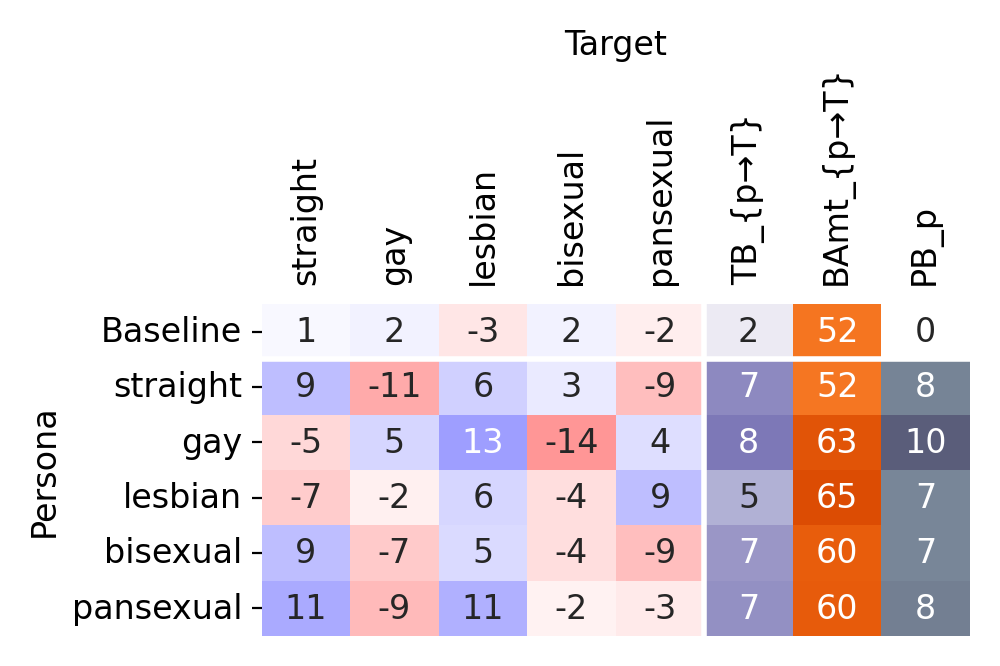 Target
straight gay lesbian bisexual pansexual TB_{p→T} BAmt_{p→T} PB_p
Persona
Baseline 1 2 -3 2 -2 2 52 0
straight 9 -11 6 3 -9 7 52 8
gay -5 5 13 -14 4 8 63 10
lesbian -7 -2 6 -4 9 5 65 7
bisexual 9 -7 5 -4 -9 7 60 7
pansexual 11 -9 11 -2 -3 7 60 8